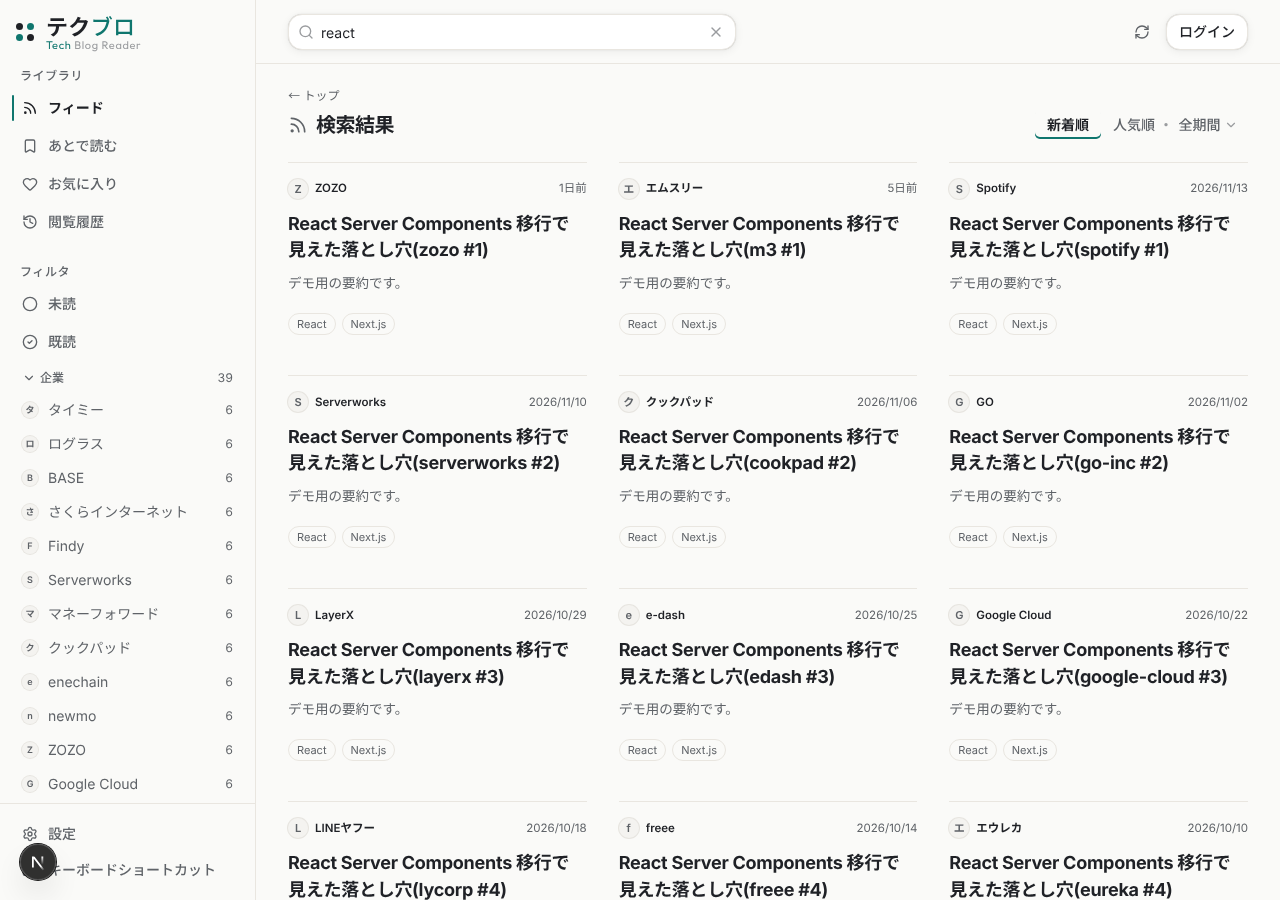 テクブロ
Tech Blog Reader
ライブラリ
フィード
あとで読む
お気に入り
閲覧履歴
フィルタ
未読
既読
企業 39
タ タイミー 6
ロ ログラス 6
B BASE 6
さ さくらインターネット 6
F Findy 6
S Serverworks 6
マ マネーフォワード 6
ク クックパッド 6
e enechain 6
n newmo 6
Z ZOZO 6
G Google Cloud 6
設定
N
キーボードショートカット
react
ログイン
← トップ
検索結果
新着順 人気順 • 全期間
Z ZOZO 1日前
React Server Components 移行で
見えた落とし穴(zozo #1)
デモ用の要約です。
React Next.js
エ エムスリー 5日前
React Server Components 移行で
見えた落とし穴(m3 #1)
デモ用の要約です。
React Next.js
S Spotify 2026/11/13
React Server Components 移行で
見えた落とし穴(spotify #1)
デモ用の要約です。
React Next.js
S Serverworks 2026/11/10
React Server Components 移行で
見えた落とし穴(serverworks #2)
デモ用の要約です。
React Next.js
ク クックパッド 2026/11/06
React Server Components 移行で
見えた落とし穴(cookpad #2)
デモ用の要約です。
React Next.js
G GO 2026/11/02
React Server Components 移行で
見えた落とし穴(go-inc #2)
デモ用の要約です。
React Next.js
L LayerX 2026/10/29
React Server Components 移行で
見えた落とし穴(layerx #3)
デモ用の要約です。
React Next.js
e e-dash 2026/10/25
React Server Components 移行で
見えた落とし穴(edash #3)
デモ用の要約です。
React Next.js
G Google Cloud 2026/10/22
React Server Components 移行で
見えた落とし穴(google-cloud #3)
デモ用の要約です。
React Next.js
L LINEヤフー 2026/10/18
React Server Components 移行で
見えた落とし穴(lycorp #4)
f freee 2026/10/14
React Server Components 移行で
見えた落とし穴(freee #4)
エ エウレカ 2026/10/10
React Server Components 移行で
見えた落とし穴(eureka #4)